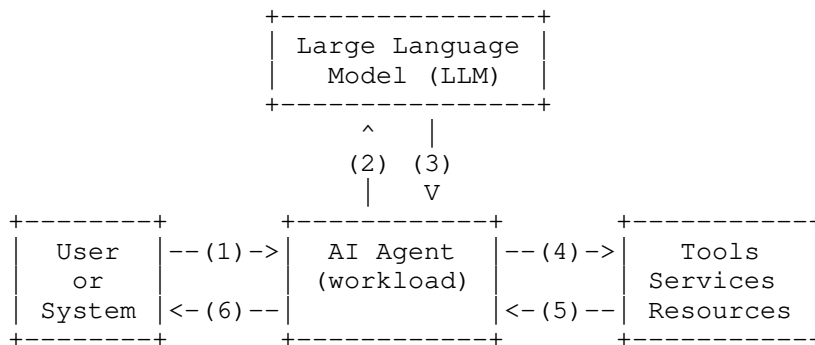 Large Language
Model (LLM)
(2) (3)
User --(1)-> AI Agent --(4)-> Tools
or (workload) Services
System <-(6)-- <-(5)-- Resources